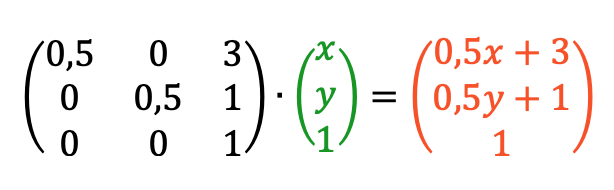 0,5 0 3 x 0,5x + 3
0 0,5 1 · y = 0,5y + 1
0 0 1 1 1